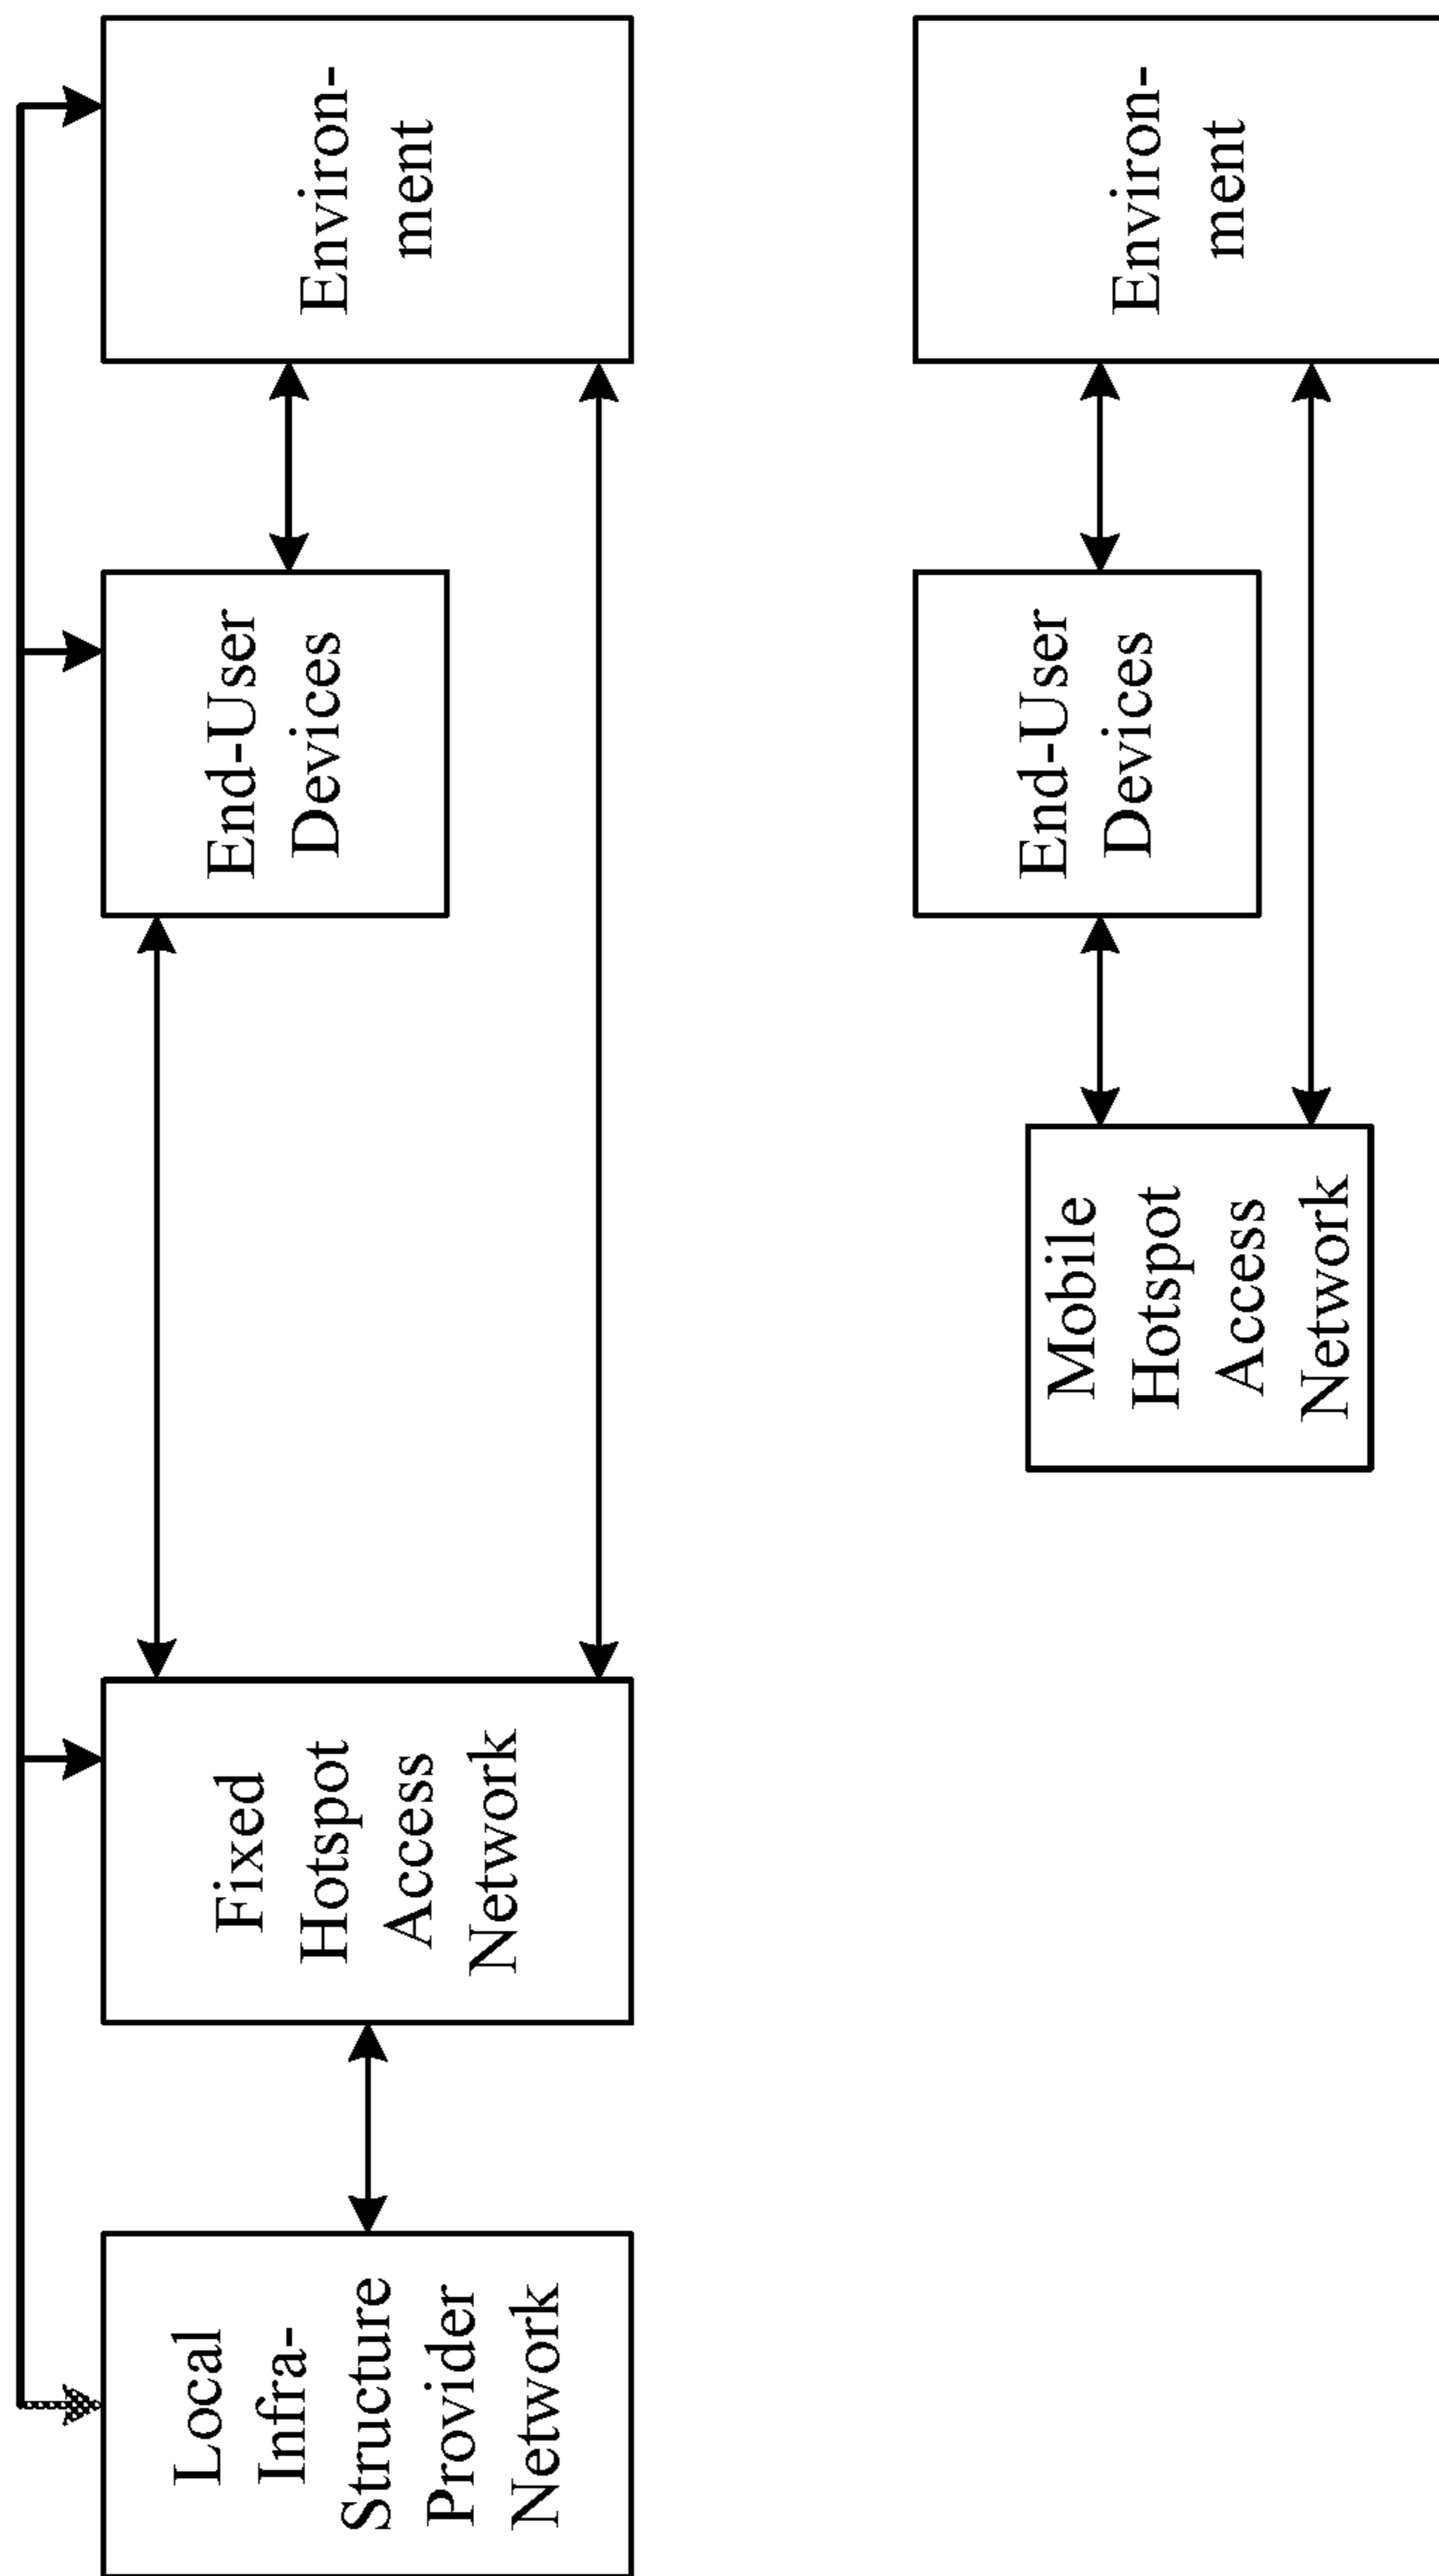 Local
Infra-
Structure
Provider
Network
Fixed
Hotspot
Access
Network
End-User
Devices
Environ-
ment
Mobile
Hotspot
Access
Network
End-User
Devices
Environ-
ment